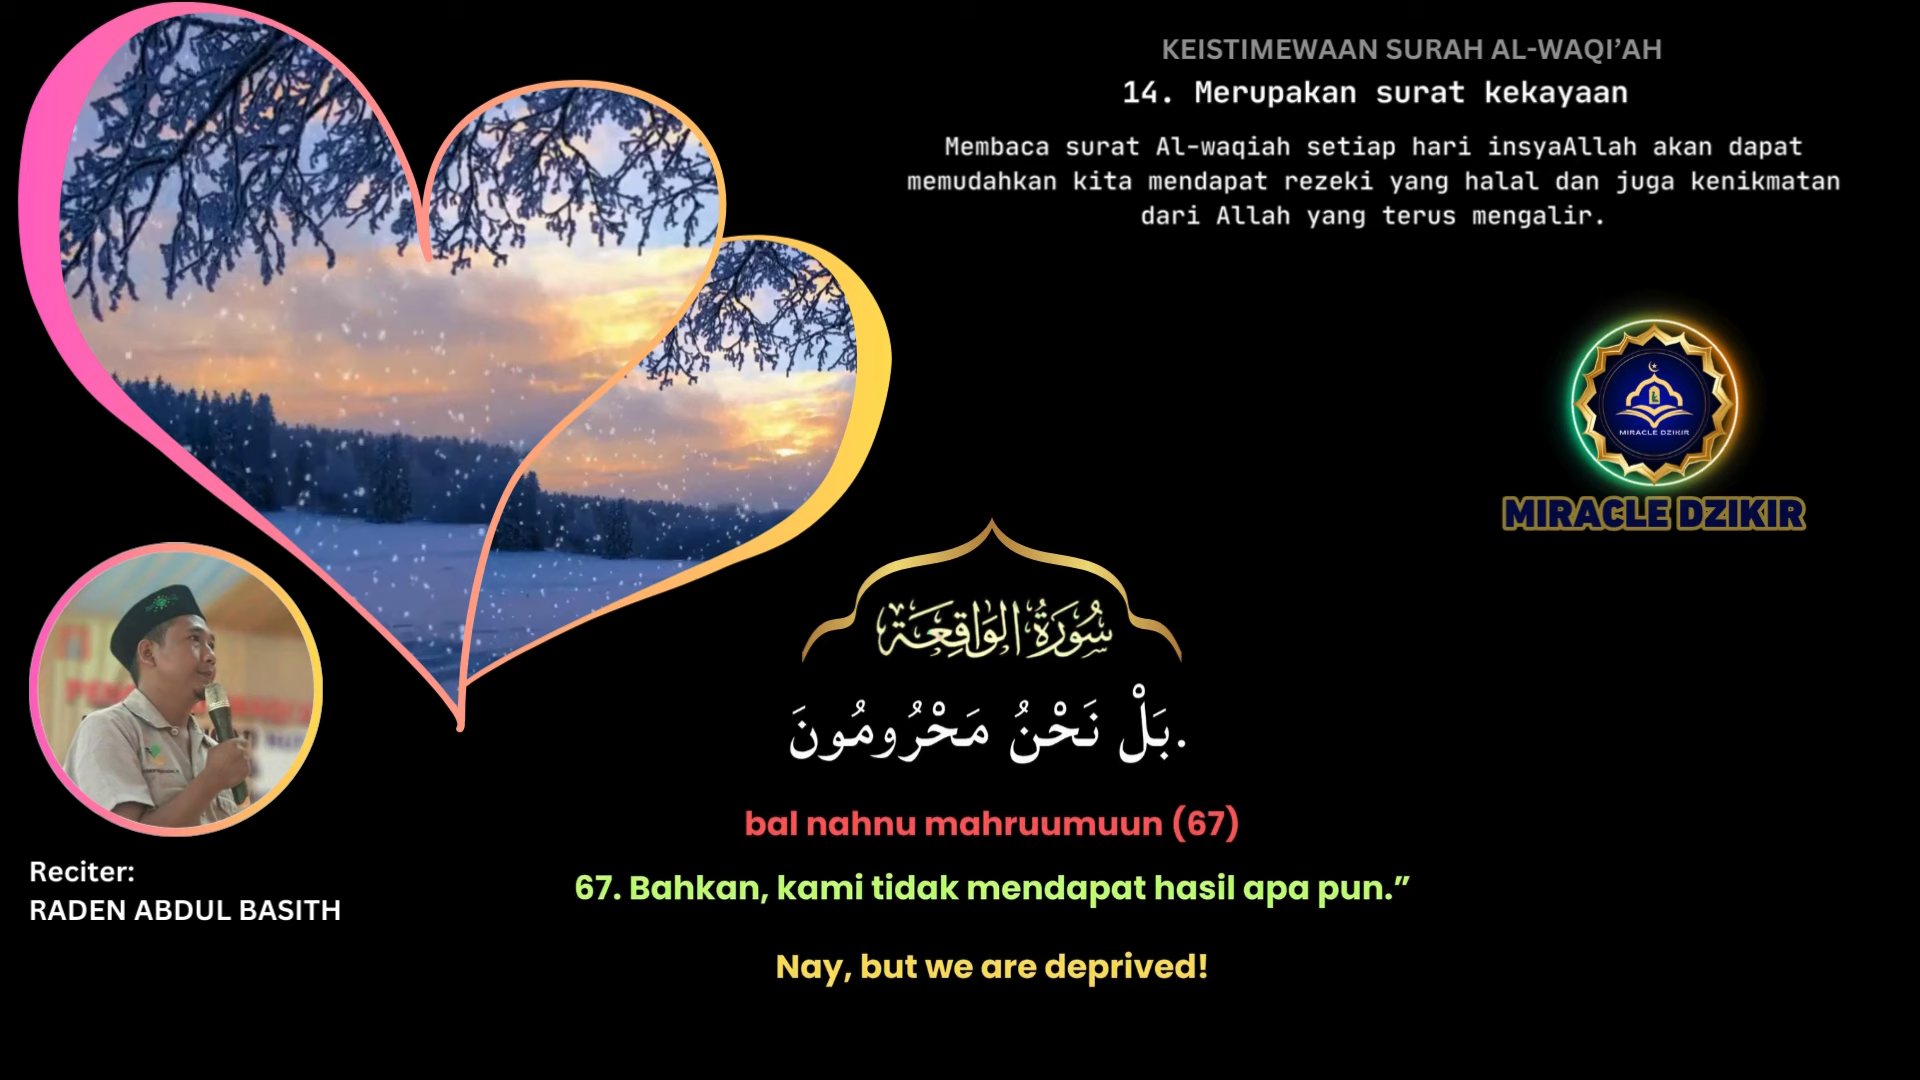 KEISTIMEWAAN SURAH AL-WAQI’AH
14. Merupakan surat kekayaan
Membaca surat Al-waqiah setiap hari insyaAllah akan dapat
memudahkan kita mendapat rezeki yang halal dan juga kenikmatan
dari Allah yang terus mengalir.
MIRACLE DZIKIR
MIRACLE DZIKIR
سُورَةُ الوَاقِعَة
بَلْ نَحْنُ مَحْرُومُونَ.
bal nahnu mahruumuun (67)
67. Bahkan, kami tidak mendapat hasil apa pun.”
Nay, but we are deprived!
Reciter:
RADEN ABDUL BASITH